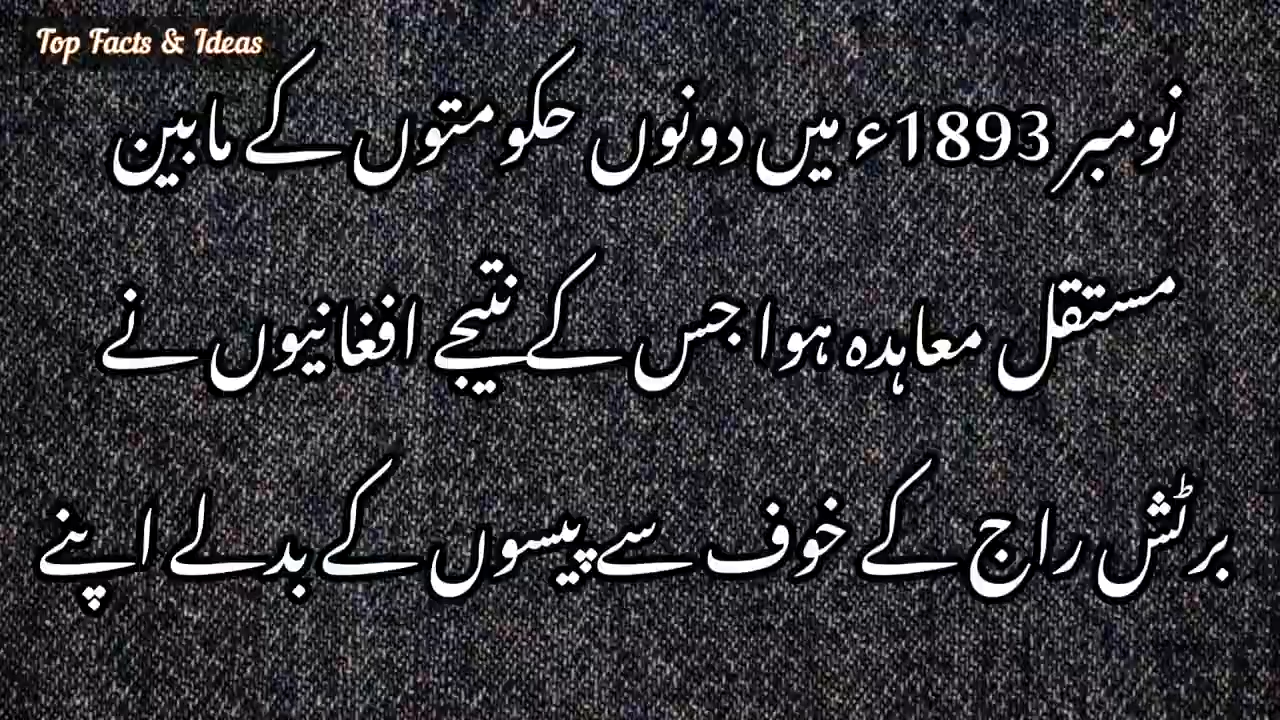 Top Facts & Ideas
نومبر 1893ء میں دونوں حکومتوں کے مابین
مستقل معاہدہ ہوا جس کے نتیجے افغانیوں نے
برٹش راج کے خوف سے پیسوں کے بدلے اپنے